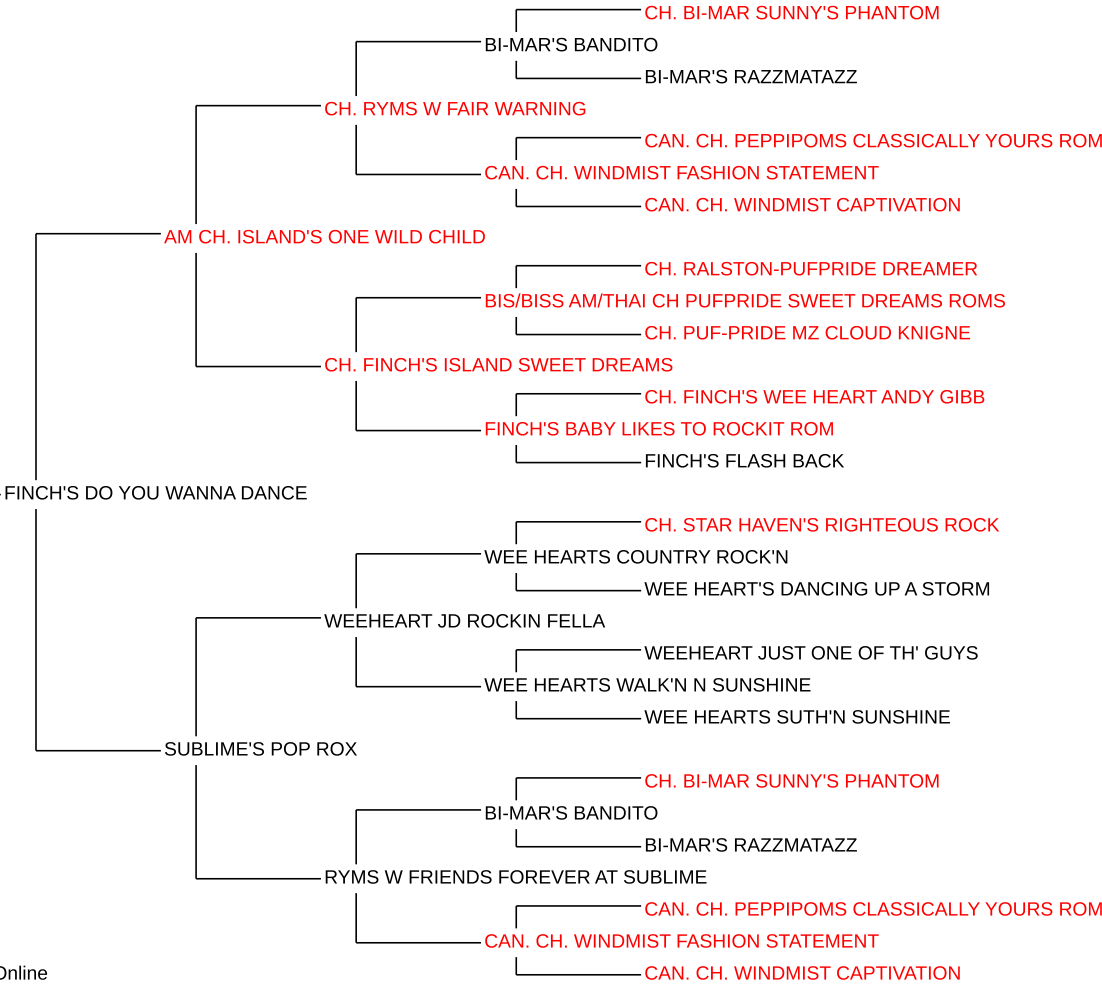 CH. BI-MAR SUNNY'S PHANTOM
BI-MAR'S BANDITO
BI-MAR'S RAZZMATAZZ
CH. RYMS W FAIR WARNING
CAN. CH. PEPPIPOMS CLASSICALLY YOURS ROM
CAN. CH. WINDMIST FASHION STATEMENT
CAN. CH. WINDMIST CAPTIVATION
AM CH. ISLAND'S ONE WILD CHILD
CH. RALSTON-PUFPRIDE DREAMER
BIS/BISS AM/THAI CH PUFPRIDE SWEET DREAMS ROMS
CH. PUF-PRIDE MZ CLOUD KNIGNE
CH. FINCH'S ISLAND SWEET DREAMS
CH. FINCH'S WEE HEART ANDY GIBB
FINCH'S BABY LIKES TO ROCKIT ROM
FINCH'S FLASH BACK
FINCH'S DO YOU WANNA DANCE
CH. STAR HAVEN'S RIGHTEOUS ROCK
WEE HEARTS COUNTRY ROCK'N
WEE HEART'S DANCING UP A STORM
WEEHEART JD ROCKIN FELLA
WEEHEART JUST ONE OF TH' GUYS
WEE HEARTS WALK'N N SUNSHINE
WEE HEARTS SUTH'N SUNSHINE
SUBLIME'S POP ROX
CH. BI-MAR SUNNY'S PHANTOM
BI-MAR'S BANDITO
BI-MAR'S RAZZMATAZZ
RYMS W FRIENDS FOREVER AT SUBLIME
CAN. CH. PEPPIPOMS CLASSICALLY YOURS ROM
CAN. CH. WINDMIST FASHION STATEMENT
CAN. CH. WINDMIST CAPTIVATION
Online